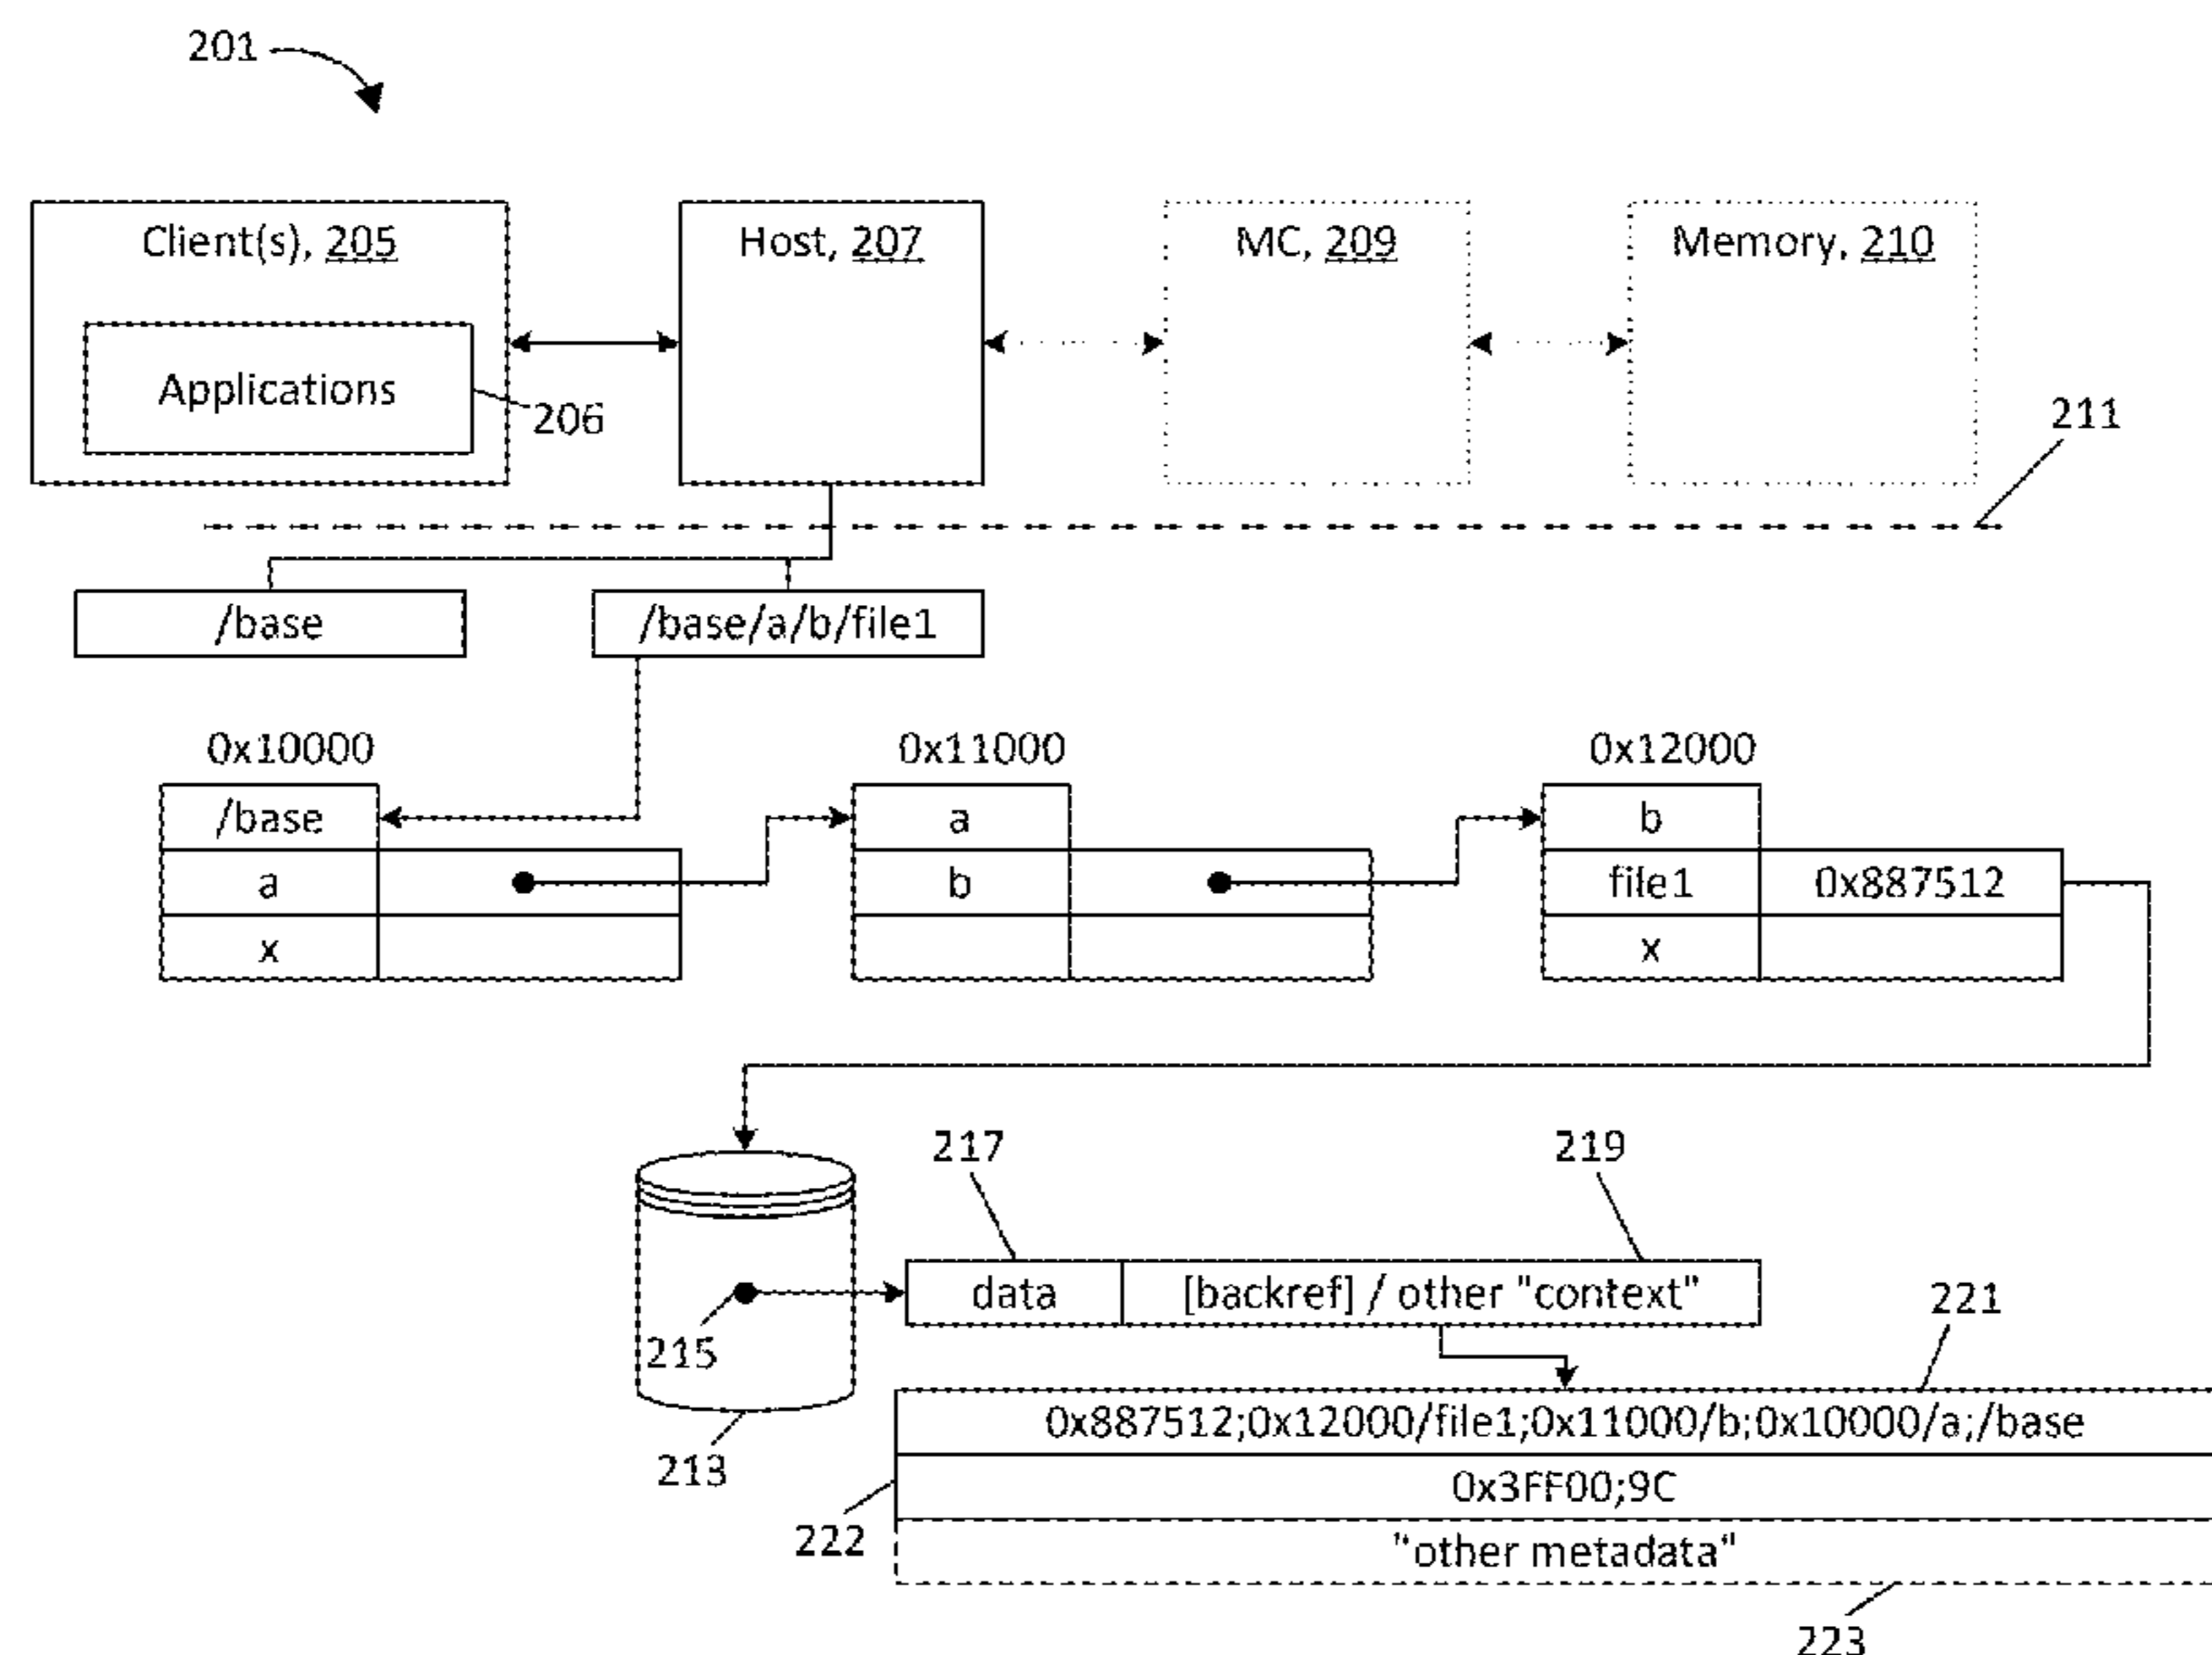 201
Client(s), 205
Host, 207
MC, 209
Memory, 210
Applications
206
211
/base
/base/a/b/file1
0x10000
0x11000
0x12000
/base
a
b
a
b
file1
0x887512
x
x
217
219
data
[backref] / other "context"
215
221
0x887512;0x12000/file1;0x11000/b;0x10000/a;/base
213
0x3FF00;9C
222
"other metadata"
223